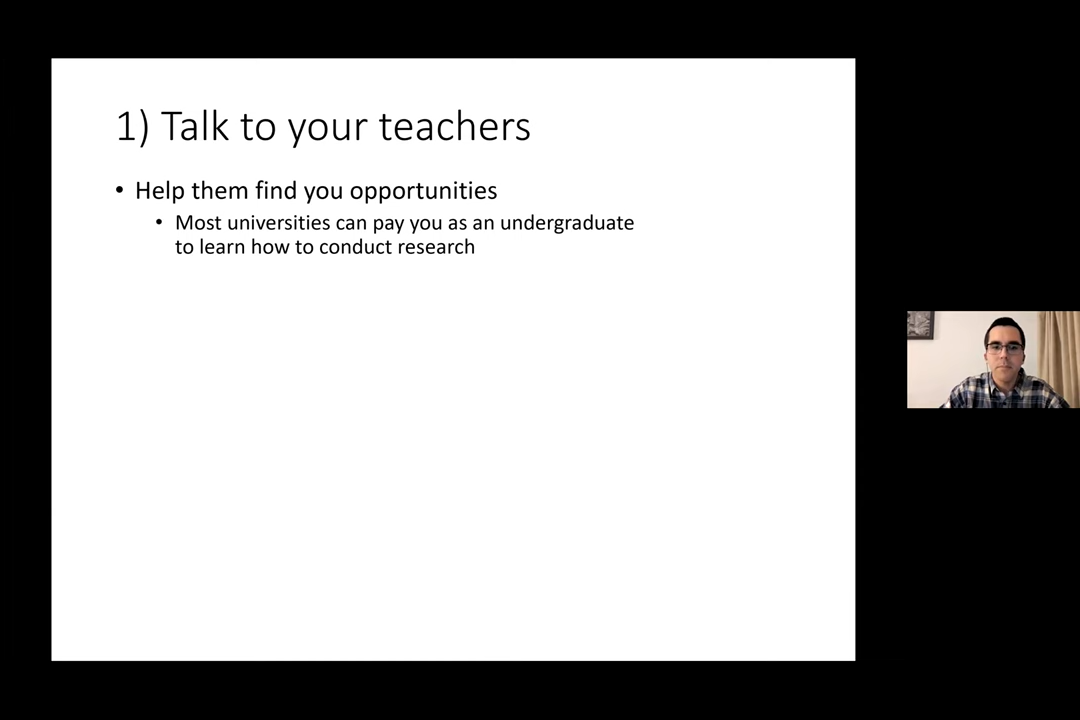 1) Talk to your teachers
• Help them find you opportunities
• Most universities can pay you as an undergraduate
to learn how to conduct research